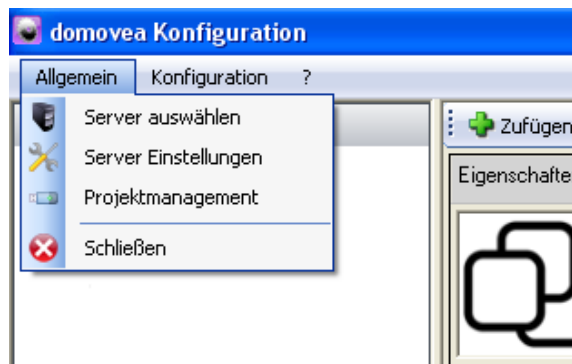 domovea Konfiguration
Allgemein Konfiguration ?
Server auswählen
Zufügen
Server Einstellungen
Eigenschafte
Projektmanagement
Schließen